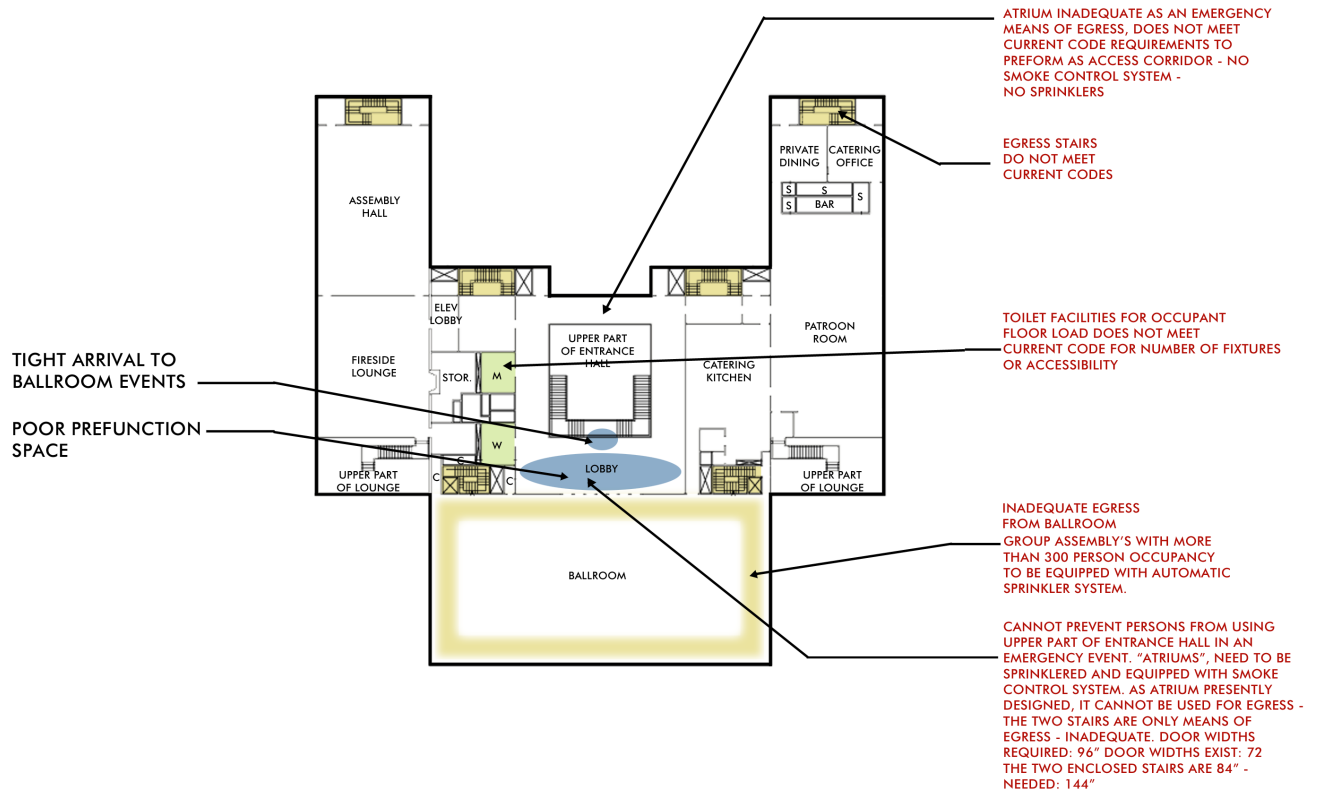 ATRIUM INADEQUATE AS AN EMERGENCY
MEANS OF EGRESS, DOES NOT MEET
CURRENT CODE REQUIREMENTS TO
PREFORM AS ACCESS CORRIDOR - NO
SMOKE CONTROL SYSTEM -
NO SPRINKLERS
EGRESS STAIRS
DO NOT MEET
CURRENT CODES
PRIVATE
DINING
CATERING
OFFICE
S
S
S
S
BAR
ASSEMBLY
HALL
ELEV
LOBBY
UPPER PART
OF ENTRANCE
HALL
PATROON
ROOM
TOILET FACILITIES FOR OCCUPANT
FLOOR LOAD DOES NOT MEET
CURRENT CODE FOR NUMBER OF FIXTURES
OR ACCESSIBILITY
TIGHT ARRIVAL TO
BALLROOM EVENTS
FIRESIDE
LOUNGE
STOR.
M
CATERING
KITCHEN
POOR PREFUNCTION
SPACE
W
LOBBY
C
C
C
UPPER PART
OF LOUNGE
UPPER PART
OF LOUNGE
BALLROOM
INADEQUATE EGRESS
FROM BALLROOM
GROUP ASSEMBLY'S WITH MORE
THAN 300 PERSON OCCUPANCY
TO BE EQUIPPED WITH AUTOMATIC
SPRINKLER SYSTEM.
CANNOT PREVENT PERSONS FROM USING
UPPER PART OF ENTRANCE HALL IN AN
EMERGENCY EVENT. “ATRIUMS”, NEED TO BE
SPRINKLERED AND EQUIPPED WITH SMOKE
CONTROL SYSTEM. AS ATRIUM PRESENTLY
DESIGNED, IT CANNOT BE USED FOR EGRESS -
THE TWO STAIRS ARE ONLY MEANS OF
EGRESS - INADEQUATE. DOOR WIDTHS
REQUIRED: 96” DOOR WIDTHS EXIST: 72
THE TWO ENCLOSED STAIRS ARE 84” -
NEEDED: 144”